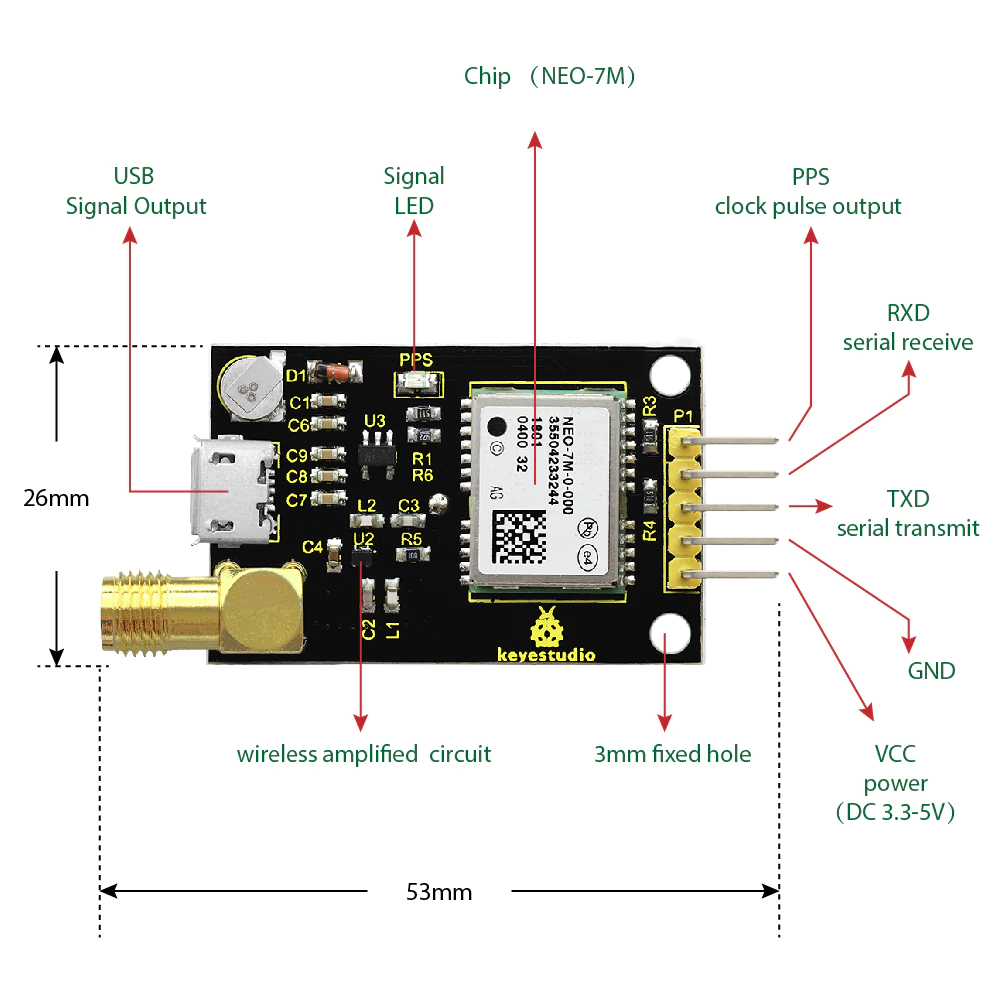 Chip （NEO-7M）
USB
Signal Output
Signal
LED
PPS
clock pulse output
RXD
serial receive
TXD
serial transmit
GND
VCC
power
（DC 3.3-5V）
3mm fixed hole
wireless amplified circuit
26mm
53mm
PPS
D1
C1
C6
C9
C8
C7
U3
R1
R6
L2
C3
C4
U2
R5
C2
L1
R3
R4
P1
NEO-7M-0-000
35504233244
1801
0400 32
AG
keyestudio